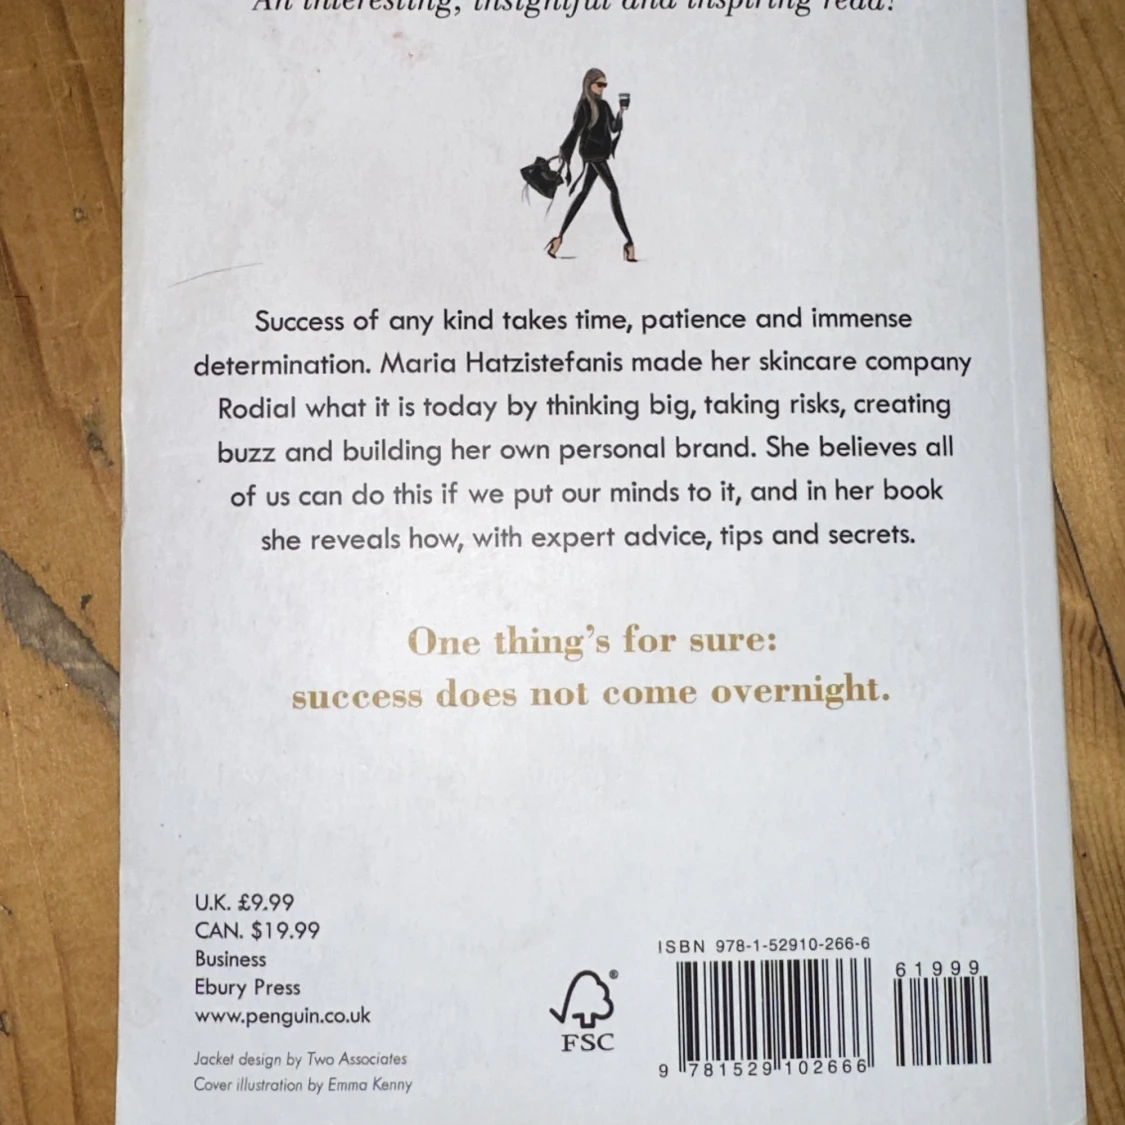 An interesting, insightful and inspiring read!
Success of any kind takes time, patience and immense
determination. Maria Hatzistefanis made her skincare company
Rodial what it is today by thinking big, taking risks, creating
buzz and building her own personal brand. She believes all
of us can do this if we put our minds to it, and in her book
she reveals how, with expert advice, tips and secrets.
One thing's for sure:
success does not come overnight.
U.K. £9.99
CAN. $19.99
Business
Ebury Press
www.penguin.co.uk
Jacket design by Two Associates
Cover illustration by Emma Kenny
®
FSC
ISBN 978-1-52910-266-6
61999
9 781529 102666